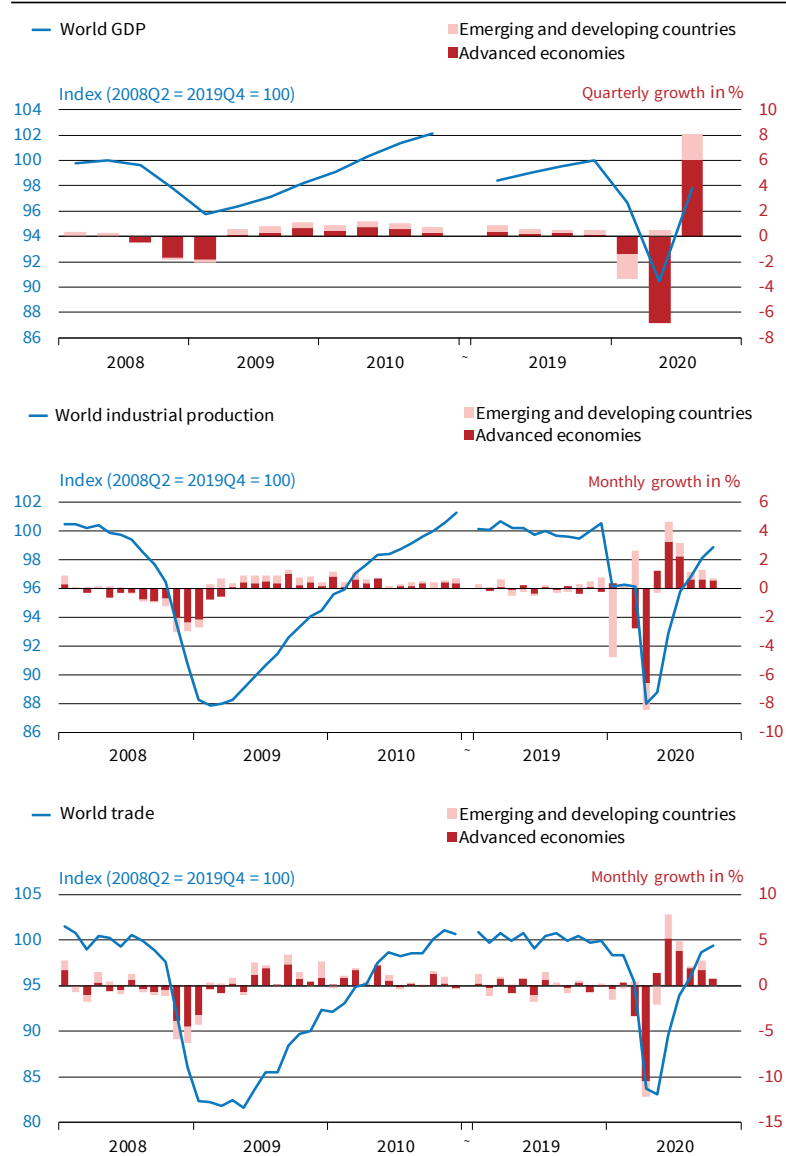 World GDP
Emerging and developing countries
Advanced economies
Index (2008Q2 = 2019Q4 = 100)
Quarterly growth in %
104 10
102 8
100 6
98 4
96 2
94 0
92 -2
90 -4
88 -6
86 -8
2008 2009 2010 ~ 2019 2020
World industrial production
Emerging and developing countries
Advanced economies
Index (2008Q2 = 2019Q4 = 100)
Monthly growth in %
102 6
100 4
98 2
96 0
94 -2
92 -4
90 -6
88 -8
86 -10
2008 2009 2010 ~ 2019 2020
World trade
Emerging and developing countries
Advanced economies
Index (2008Q2 = 2019Q4 = 100)
Monthly growth in %
105 10
100 5
95 0
90 -5
85 -10
80 -15
2008 2009 2010 ~ 2019 2020